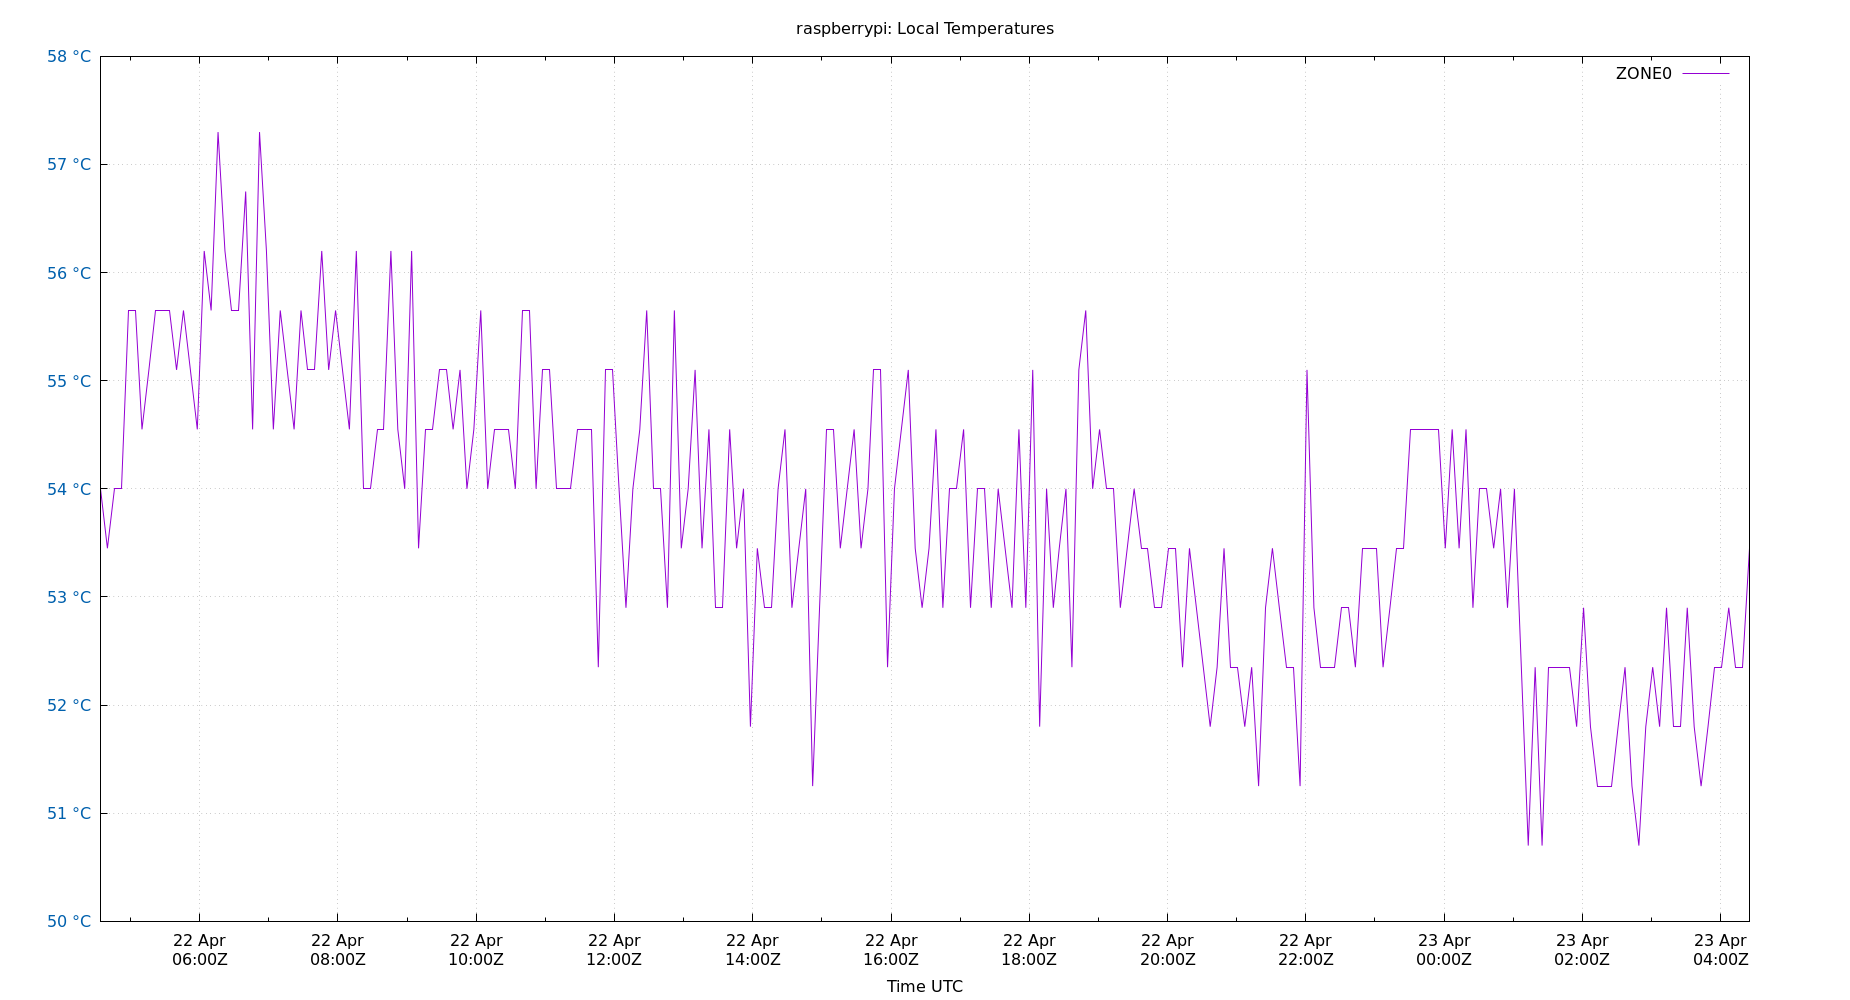 raspberrypi: Local Temperatures
58 °C
ZONE0
57 °C
56 °C
55 °C
54 °C
53 °C
52 °C
51 °C
50 °C
22 Apr 22 Apr 22 Apr 22 Apr 22 Apr 22 Apr 22 Apr 22 Apr 22 Apr 23 Apr 23 Apr 23 Apr
06:00Z 08:00Z 10:00Z 12:00Z 14:00Z 16:00Z 18:00Z 20:00Z 22:00Z 00:00Z 02:00Z 04:00Z
Time UTC